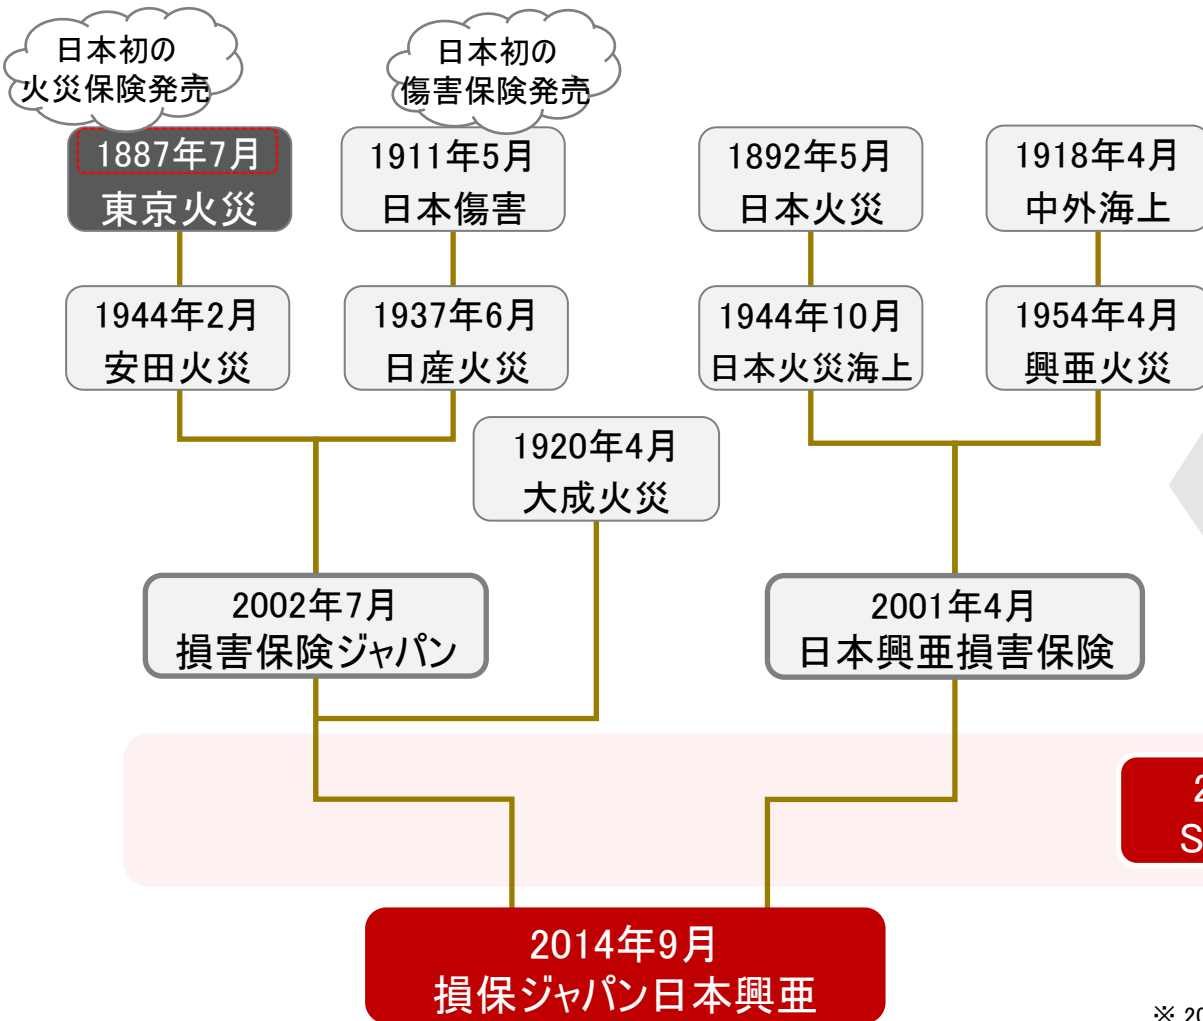 日本初の
火災保険発売
日本初の
傷害保険発売
1887年7月
東京火災
1911年5月
日本傷害
1892年5月
日本火災
1918年4月
中外海上
1944年2月
安田火災
1937年6月
日産火災
1944年10月
日本火災海上
1954年4月
興亜火災
1920年4月
大成火災
2002年7月
損害保険ジャパン
2001年4月
日本興亜損害保険
2
S
2014年9月
損保ジャパン日本興亜
※ 20